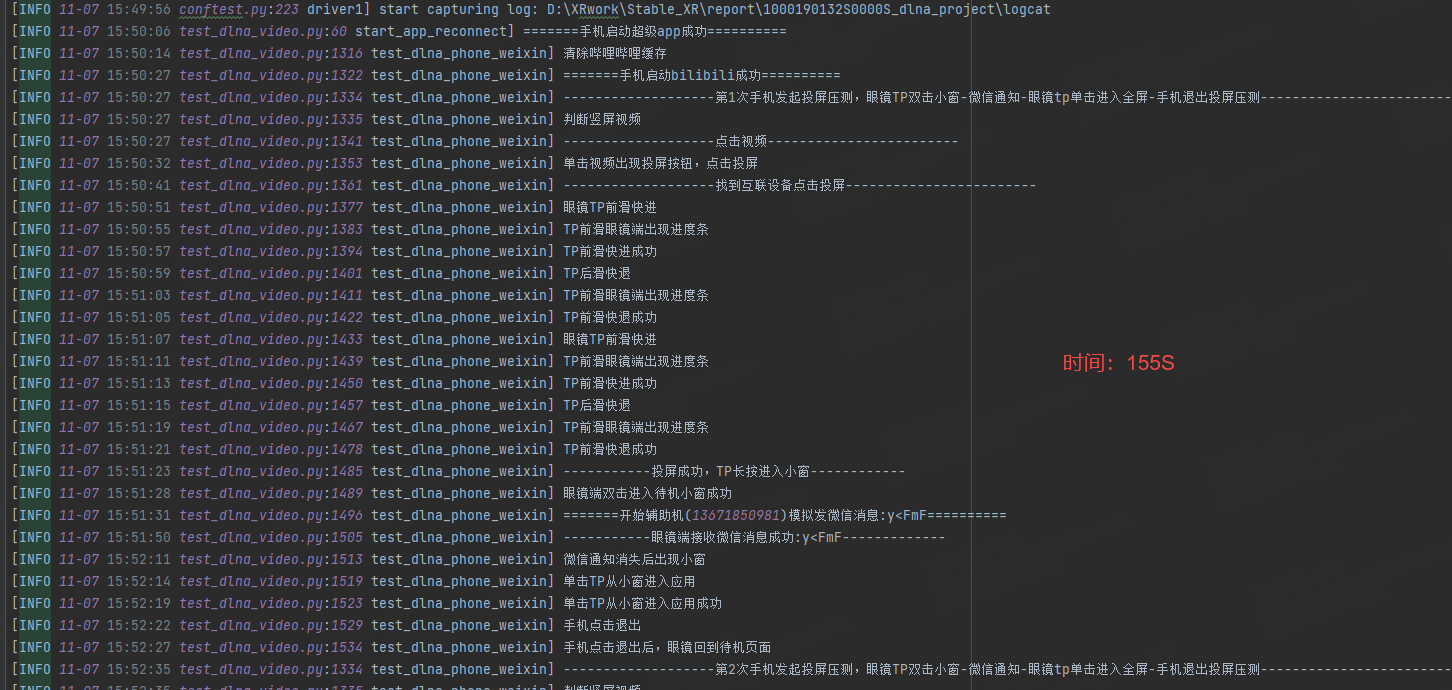 [INFO 11-07 15:49:56 conftest.py:223 driver1] start capturing log: D:\XRwork\Stable_XR\report\1000190132S0000S_dlna_project\logcat
[INFO 11-07 15:50:06 test_dlna_video.py:60 start_app_reconnect] =======手机启动超级app成功==========
[INFO 11-07 15:50:14 test_dlna_video.py:1316 test_dlna_phone_weixin] 清除哔哩哔哩缓存
[INFO 11-07 15:50:27 test_dlna_video.py:1322 test_dlna_phone_weixin] =======手机启动bilibili成功==========
[INFO 11-07 15:50:27 test_dlna_video.py:1334 test_dlna_phone_weixin] -------------------第1次手机发起投屏压测，眼镜TP双击小窗-微信通知-眼镜tp单击进入全屏-手机退出投屏压测------------------------
[INFO 11-07 15:50:27 test_dlna_video.py:1335 test_dlna_phone_weixin] 判断竖屏视频
[INFO 11-07 15:50:27 test_dlna_video.py:1341 test_dlna_phone_weixin] -------------------点击视频------------------------
[INFO 11-07 15:50:32 test_dlna_video.py:1353 test_dlna_phone_weixin] 单击视频出现投屏按钮，点击投屏
[INFO 11-07 15:50:41 test_dlna_video.py:1361 test_dlna_phone_weixin] -------------------找到互联设备点击投屏------------------------
[INFO 11-07 15:50:51 test_dlna_video.py:1377 test_dlna_phone_weixin] 眼镜TP前滑快进
[INFO 11-07 15:50:55 test_dlna_video.py:1383 test_dlna_phone_weixin] TP前滑眼镜端出现进度条
[INFO 11-07 15:50:57 test_dlna_video.py:1394 test_dlna_phone_weixin] TP前滑快进成功
[INFO 11-07 15:50:59 test_dlna_video.py:1401 test_dlna_phone_weixin] TP后滑快退
[INFO 11-07 15:51:03 test_dlna_video.py:1411 test_dlna_phone_weixin] TP前滑眼镜端出现进度条
[INFO 11-07 15:51:05 test_dlna_video.py:1422 test_dlna_phone_weixin] TP前滑快退成功
[INFO 11-07 15:51:07 test_dlna_video.py:1433 test_dlna_phone_weixin] 眼镜TP前滑快进
[INFO 11-07 15:51:11 test_dlna_video.py:1439 test_dlna_phone_weixin] TP前滑眼镜端出现进度条
时间：155S
[INFO 11-07 15:51:13 test_dlna_video.py:1450 test_dlna_phone_weixin] TP前滑快进成功
[INFO 11-07 15:51:15 test_dlna_video.py:1457 test_dlna_phone_weixin] TP后滑快退
[INFO 11-07 15:51:19 test_dlna_video.py:1467 test_dlna_phone_weixin] TP前滑眼镜端出现进度条
[INFO 11-07 15:51:21 test_dlna_video.py:1478 test_dlna_phone_weixin] TP前滑快退成功
[INFO 11-07 15:51:23 test_dlna_video.py:1485 test_dlna_phone_weixin] -----------投屏成功，TP长按进入小窗------------
[INFO 11-07 15:51:28 test_dlna_video.py:1489 test_dlna_phone_weixin] 眼镜端双击进入待机小窗成功
[INFO 11-07 15:51:31 test_dlna_video.py:1496 test_dlna_phone_weixin] =======开始辅助机(13671850981)模拟发微信消息:y<FmF==========
[INFO 11-07 15:51:50 test_dlna_video.py:1505 test_dlna_phone_weixin] -----------眼镜端接收微信消息成功:y<FmF-------------
[INFO 11-07 15:52:11 test_dlna_video.py:1513 test_dlna_phone_weixin] 微信通知消失后出现小窗
[INFO 11-07 15:52:14 test_dlna_video.py:1519 test_dlna_phone_weixin] 单击TP从小窗进入应用
[INFO 11-07 15:52:19 test_dlna_video.py:1523 test_dlna_phone_weixin] 单击TP从小窗进入应用成功
[INFO 11-07 15:52:22 test_dlna_video.py:1529 test_dlna_phone_weixin] 手机点击退出
[INFO 11-07 15:52:27 test_dlna_video.py:1534 test_dlna_phone_weixin] 手机点击退出后，眼镜回到待机页面
[INFO 11-07 15:52:35 test_dlna_video.py:1334 test_dlna_phone_weixin] -------------------第2次手机发起投屏压测，眼镜TP双击小窗-微信通知-眼镜tp单击进入全屏-手机退出投屏压测------------------------
[INFO 11-07 15:52:35 test_dlna_video.py:1335 test_dlna_phone_weixin] 判断竖屏视频